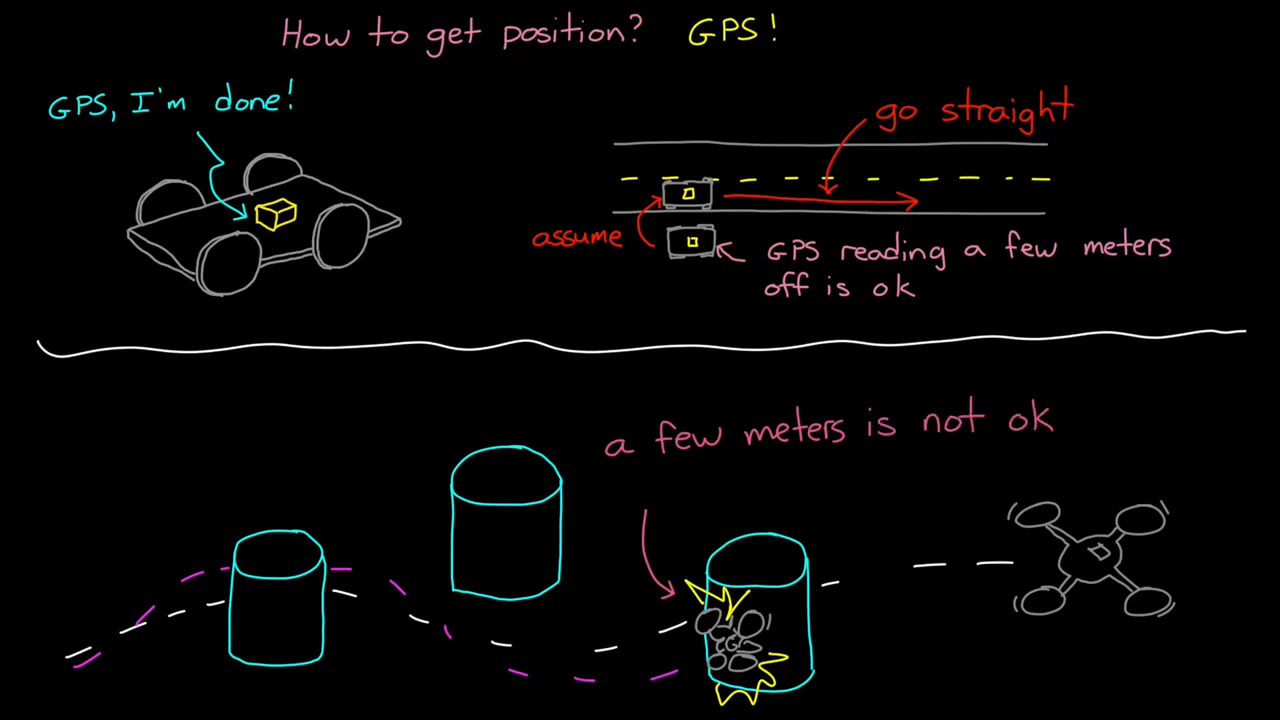 How to get position? GPS!
GPS, I'm done!
go straight
assume
GPS reading a few meters
off is ok
a few meters is not ok